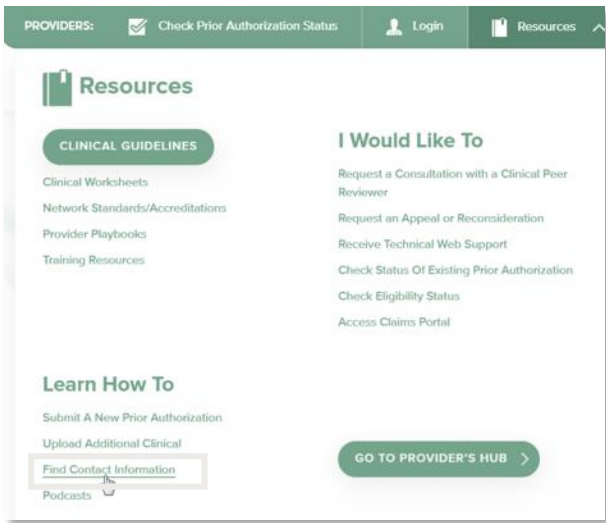 PROVIDERS: Check Prior Authorization Status Login Resources
Resources
CLINICAL GUIDELINES
Clinical Worksheets
Network Standards/Accreditations
Provider Playbooks
Training Resources
I Would Like To
Request a Consultation with a Clinical Peer
Reviewer
Request an Appeal or Reconsideration
Receive Technical Web Support
Check Status Of Existing Prior Authorization
Check Eligibility Status
Access Claims Portal
Learn How To
Submit A New Prior Authorization
Upload Additional Clinical
Find Contact Information
Podcasts
GO TO PROVIDER'S HUB